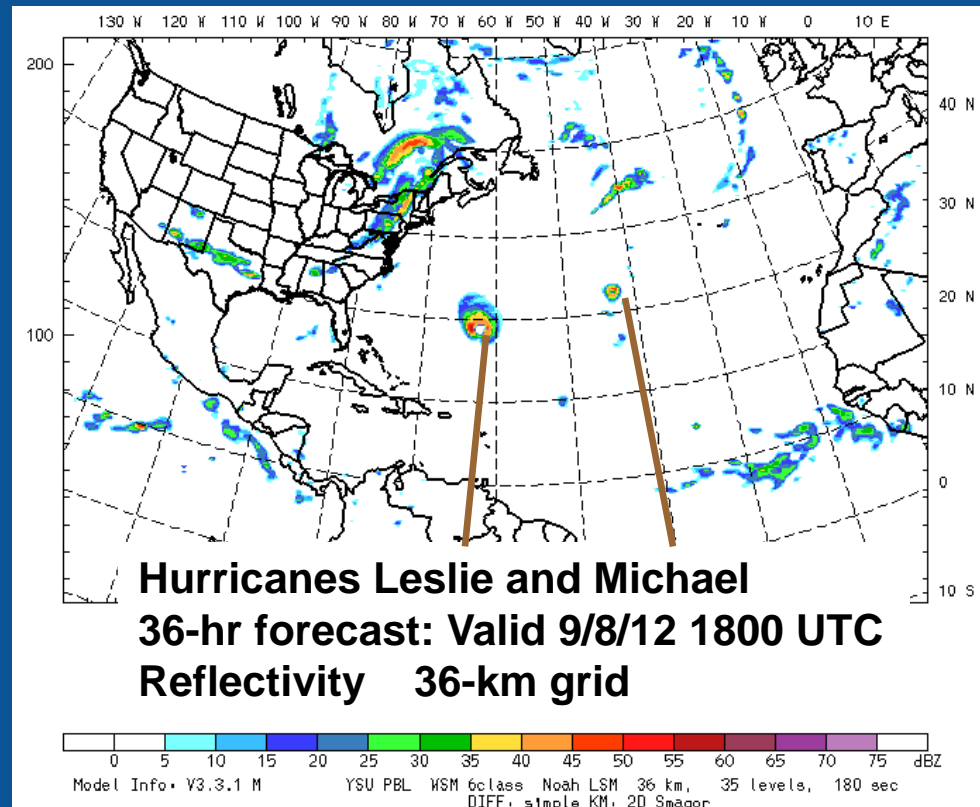 130 W 120 W 110 W 100 W 90 W 80 W 70 W 60 W 50 W 40 W 30 W 20 W 10 W 0 10 E
200
40 N
30 N
20 N
100
10 N
0
10 S
Hurricanes Leslie and Michael
36-hr forecast: Valid 9/8/12 1800 UTC
Reflectivity 36-km grid
0 5 10 15 20 25 30 35 40 45 50 55 60 65 70 75 dBZ
Model Info: V3.3.1 M YSU PBL WSM 6class Noah LSM 36 km, 35 levels, 180 sec
DIFF: simple KM: 2D Smagor